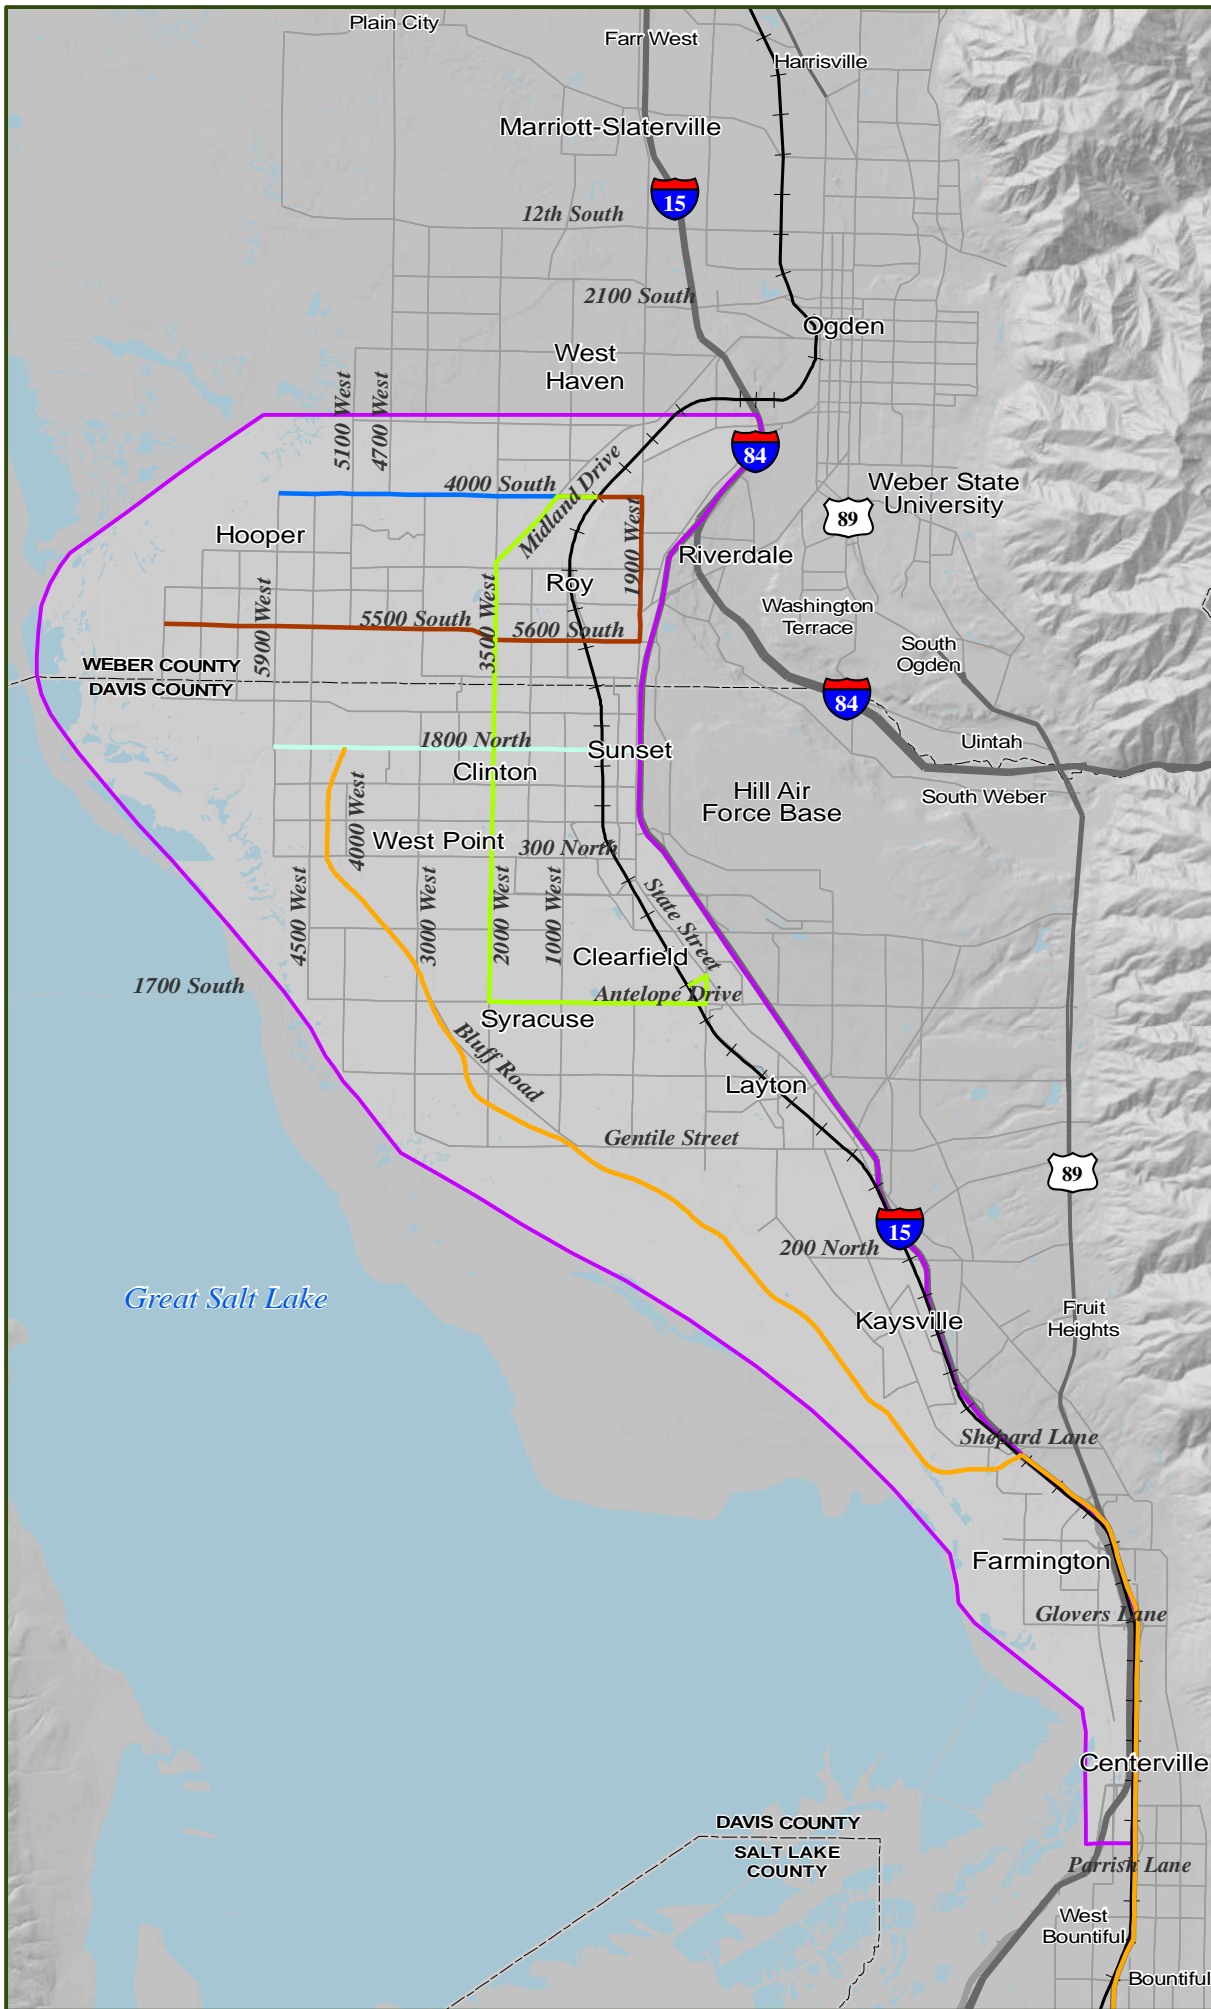 Plain City
Farr West
Harrisville
Marriott-Slaterville
15
12th South
2100 South
Ogden
West
Haven
5100 West
4700 West
84
Midland Drive
4000 South
Weber State
University
89
Hooper
1900 West
Riverdale
Roy
5900 West
3500 West
5500 South
5600 South
Washington
Terrace
South
Ogden
WEBER COUNTY
DAVIS COUNTY
84
1800 North
Sunset
Uintah
Clinton
4000 West
Hill Air
Force Base
South Weber
West Point
300 North
4500 West
3000 West
2000 West
1000 West
State Street
Clearfield
1700 South
Antelope Drive
Syracuse
Bluff Road
Layton
Gentile Street
89
15
200 North
Great Salt Lake
Kaysville
Fruit
Heights
Shepard Lane
Farmington
Glovers Lane
Centerville
DAVIS COUNTY
SALT LAKE
COUNTY
Parrish Lane
West
Bountiful
Bountiful